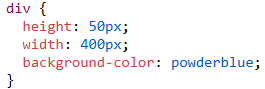 div {
  height: 50px;
  width: 400px;
  background-color: powderblue;
}